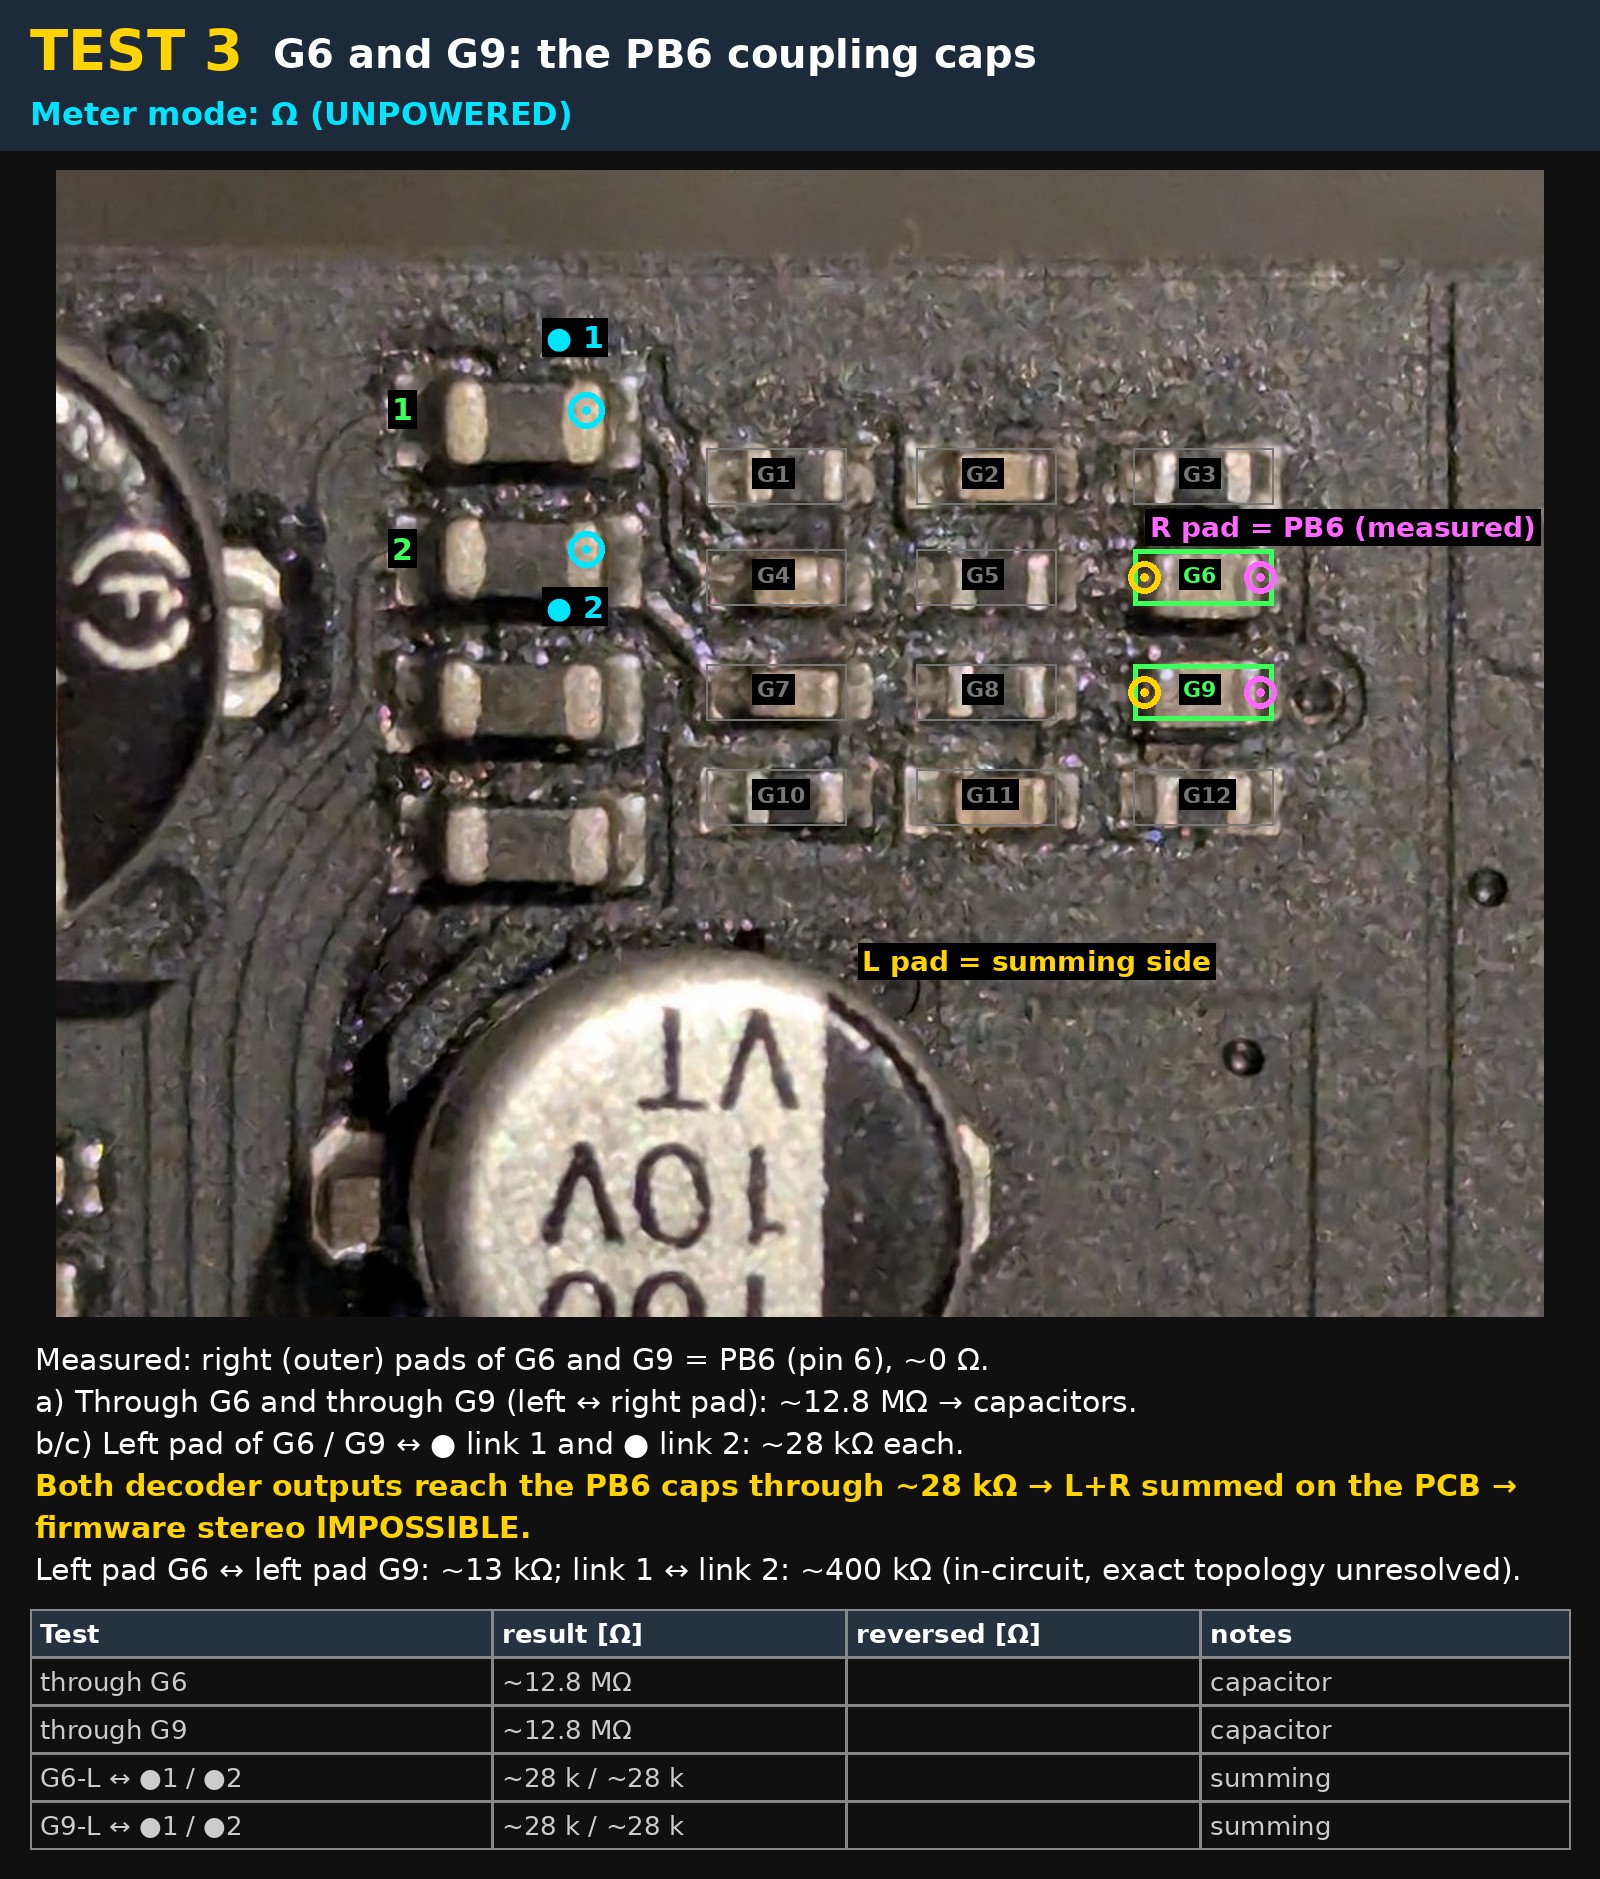 TEST 3 G6 and G9: the PB6 coupling caps
Meter mode: Ω (UNPOWERED)
● 1
1
G1 G2 G3
R pad = PB6 (measured)
2
G4 G5 G6
● 2
G7 G8 G9
G10 G11 G12
L pad = summing side
VT
10V
Measured: right (outer) pads of G6 and G9 = PB6 (pin 6), ~0 Ω.
a) Through G6 and through G9 (left ↔ right pad): ~12.8 MΩ → capacitors.
b/c) Left pad of G6 / G9 ↔ ● link 1 and ● link 2: ~28 kΩ each.
Both decoder outputs reach the PB6 caps through ~28 kΩ → L+R summed on the PCB →
firmware stereo IMPOSSIBLE.
Left pad G6 ↔ left pad G9: ~13 kΩ; link 1 ↔ link 2: ~400 kΩ (in-circuit, exact topology unresolved).
Test result [Ω] reversed [Ω] notes
through G6 ~12.8 MΩ capacitor
through G9 ~12.8 MΩ capacitor
G6-L ↔ ●1 / ●2 ~28 k / ~28 k summing
G9-L ↔ ●1 / ●2 ~28 k / ~28 k summing